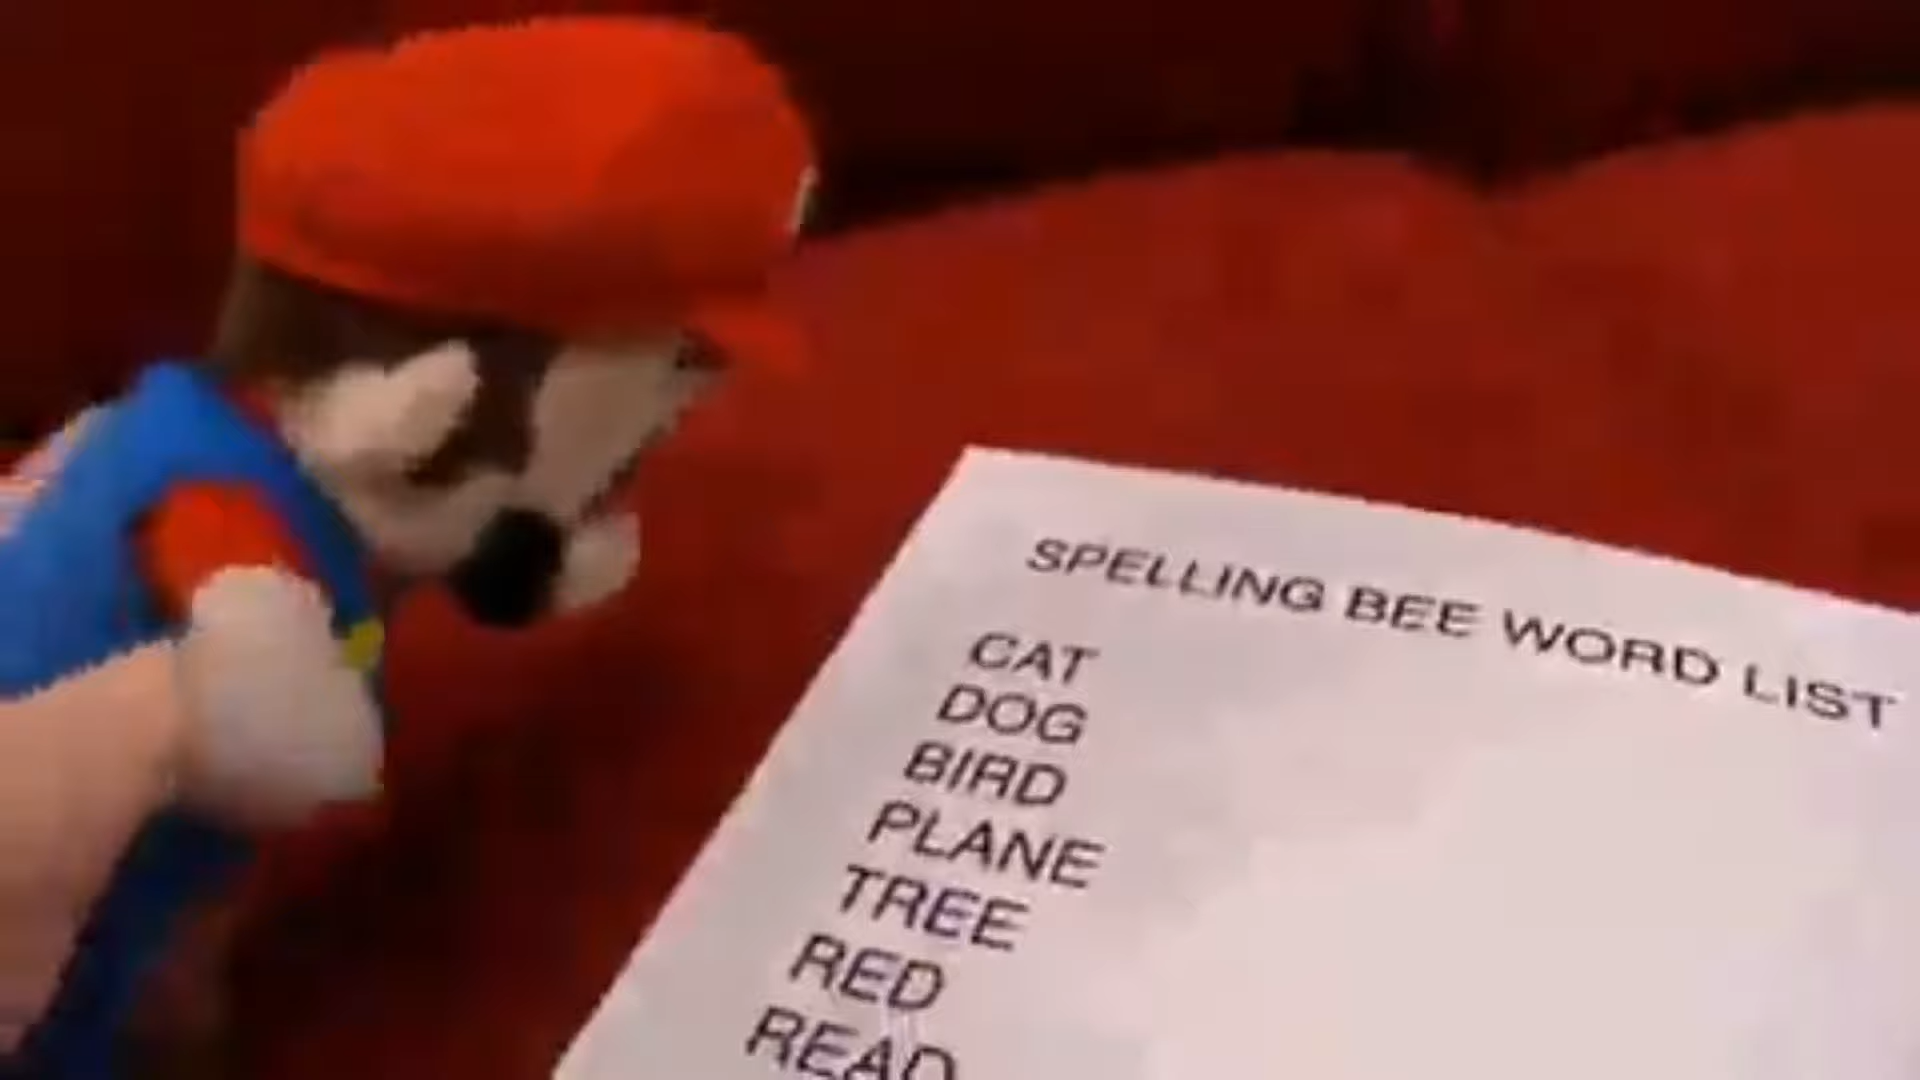 SPELLING BEE WORD LIST
CAT
DOG
BIRD
PLANE
TREE
RED
READ